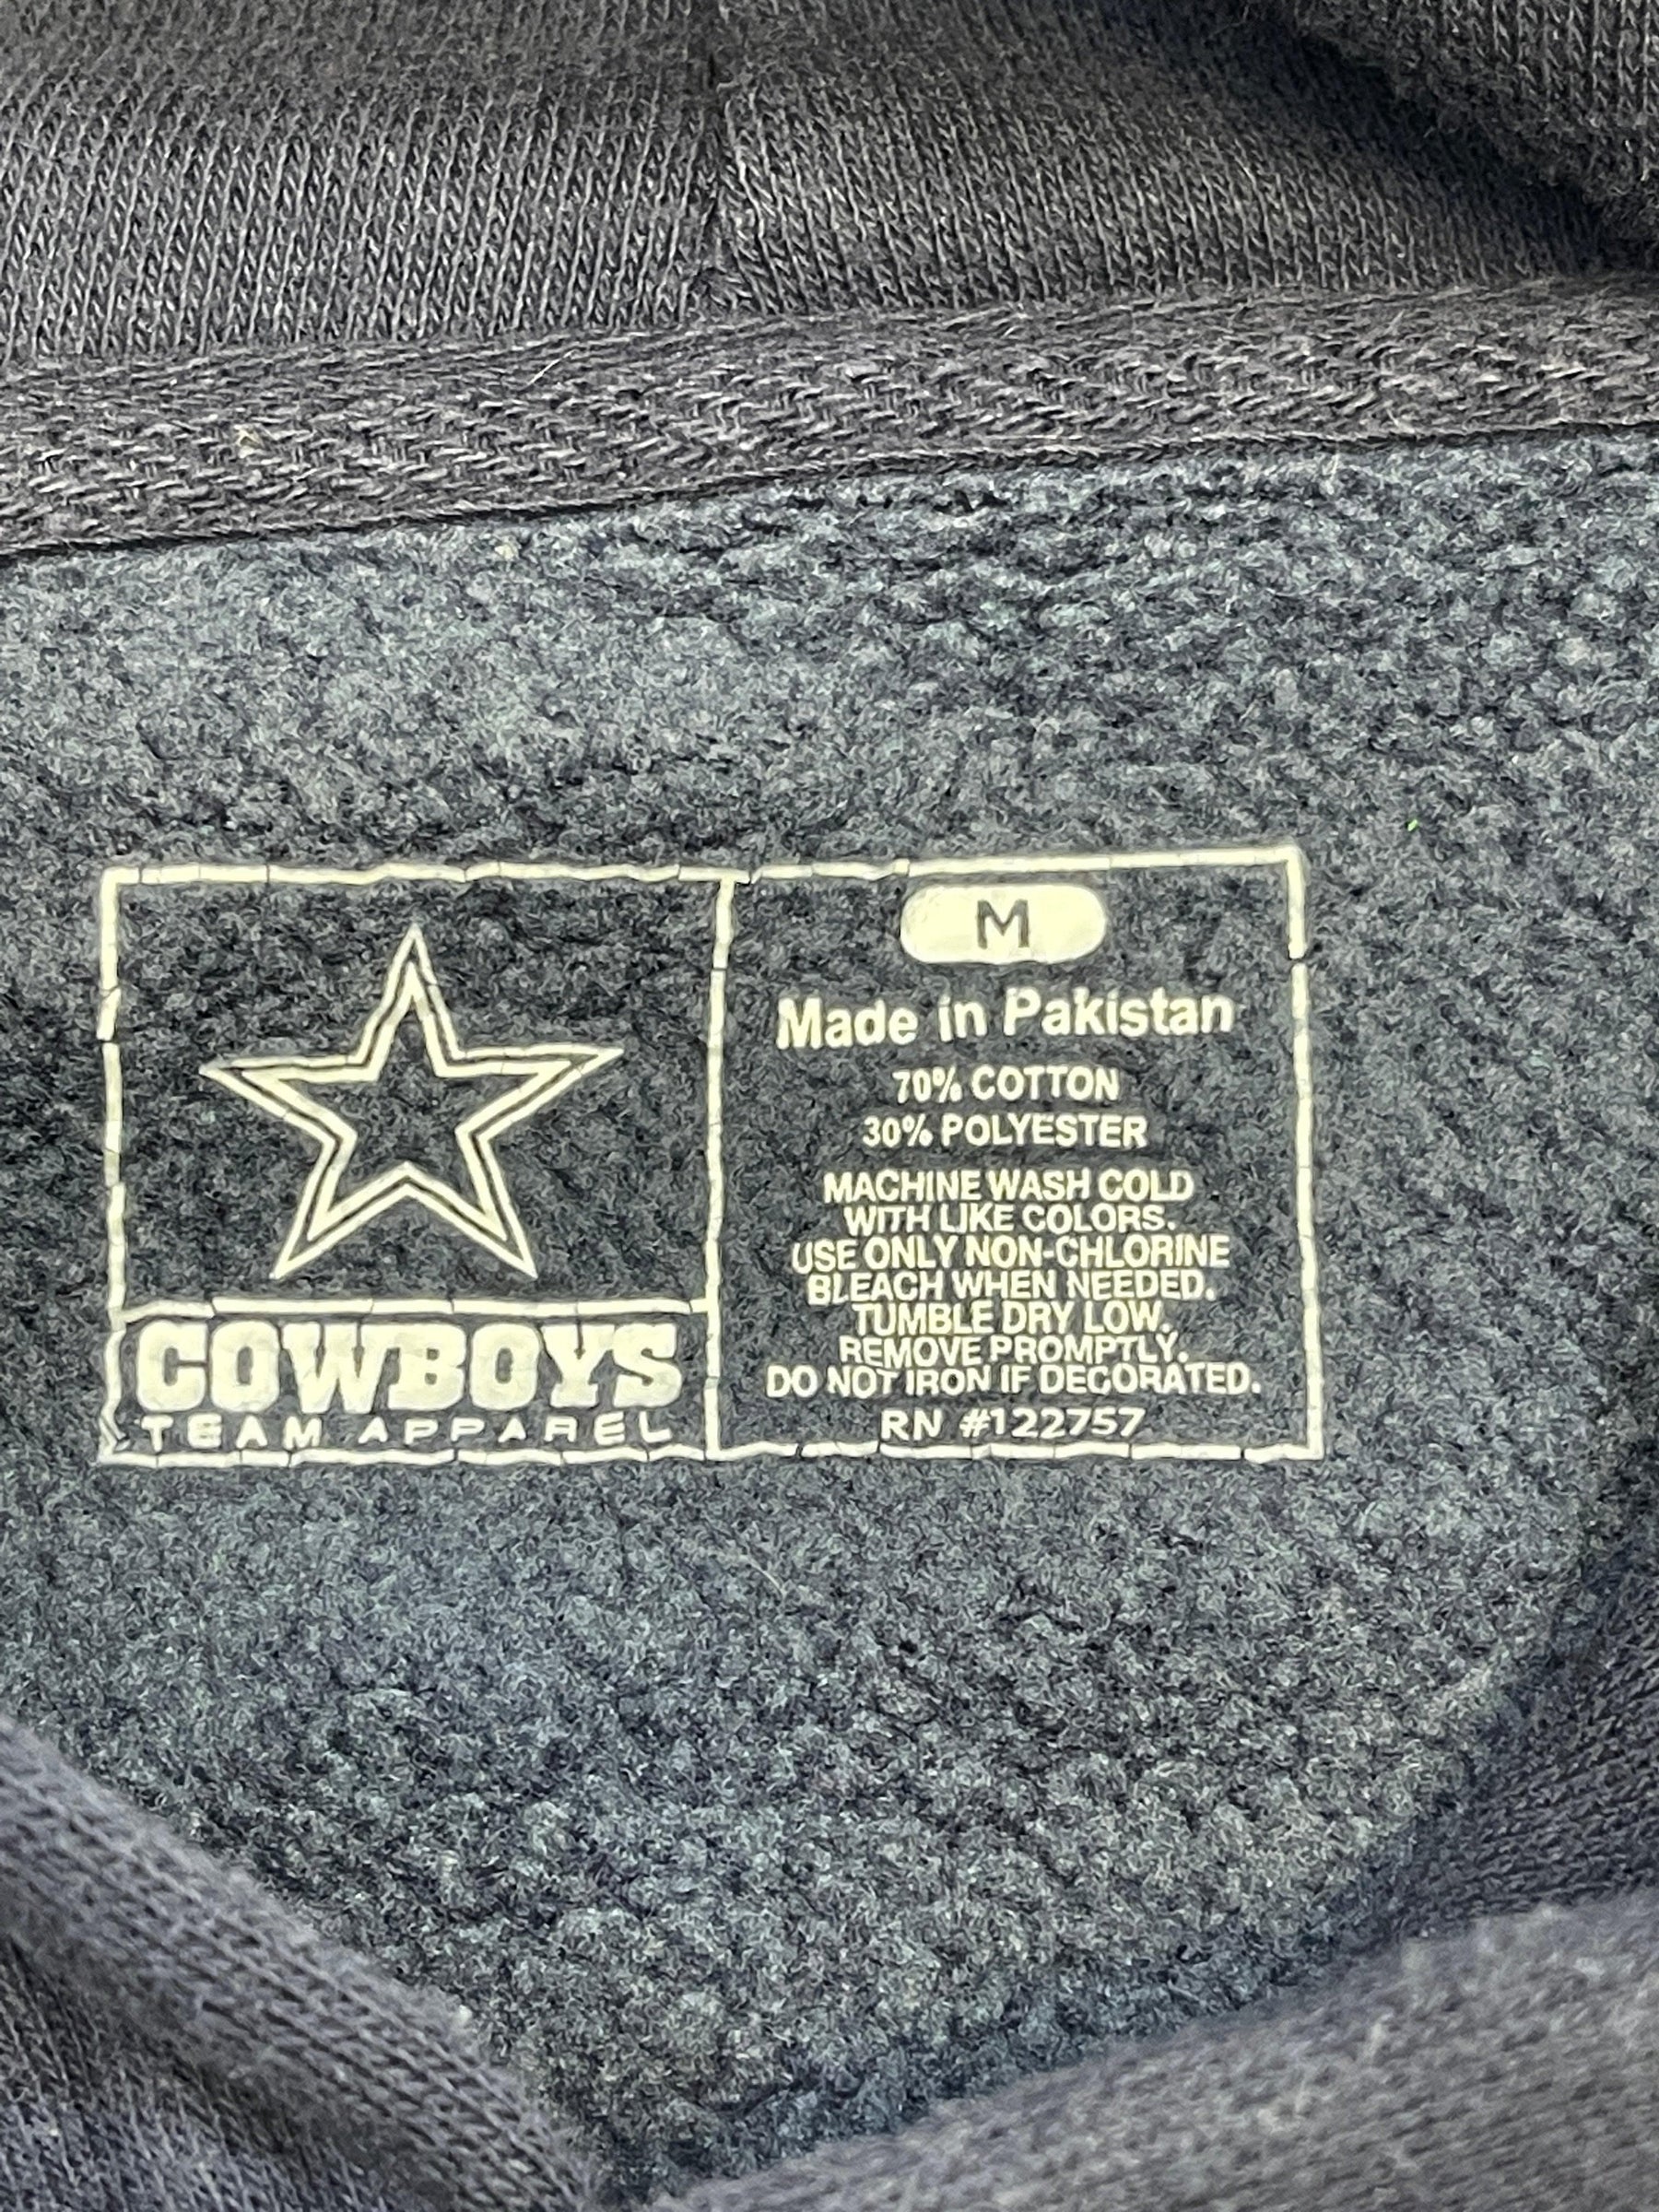 COWBOYS
TEAM APPAREL
M
Made in Pakistan
70% COTTON
30% POLYESTER
MACHINE WASH COLD
WITH LIKE COLORS.
USE ONLY NON-CHLORINE
BLEACH WHEN NEEDED.
TUMBLE DRY LOW.
REMOVE PROMPTLY.
DO NOT IRON IF DECORATED.
RN #122757